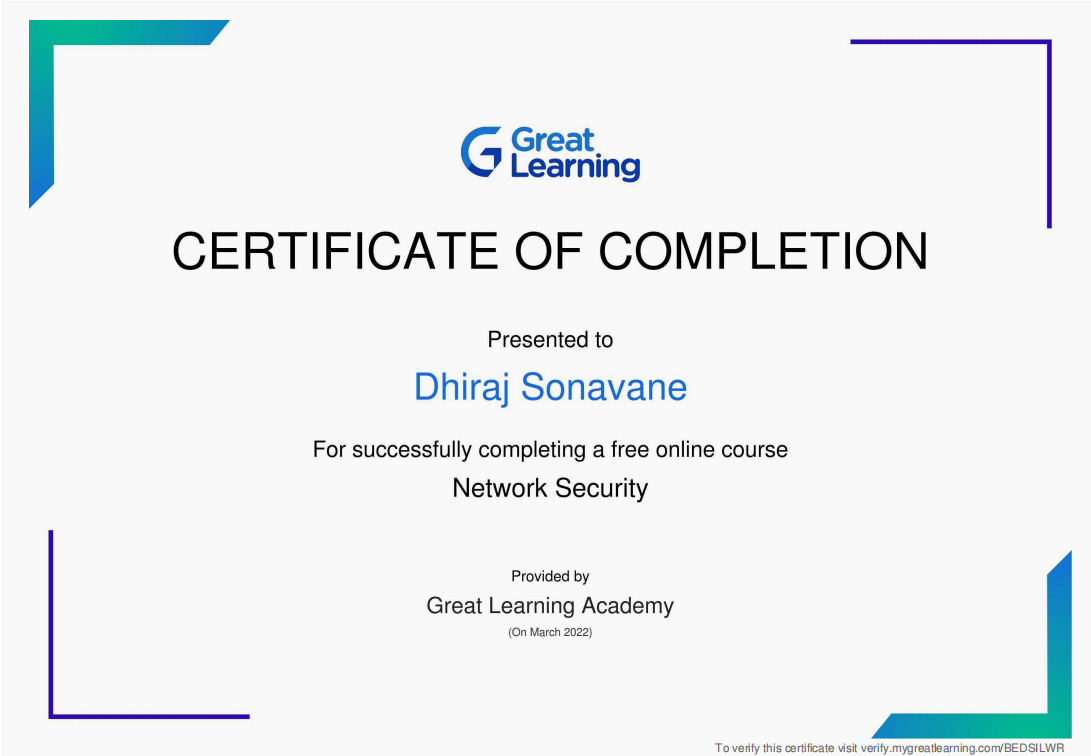 Great
Learning
CERTIFICATE OF COMPLETION
Presented to
Dhiraj Sonavane
For successfully completing a free online course
Network Security
Provided by
Great Learning Academy
(On March 2022)
To verify this certificate visit verify.mygreatlearning.com/BEDSILWR